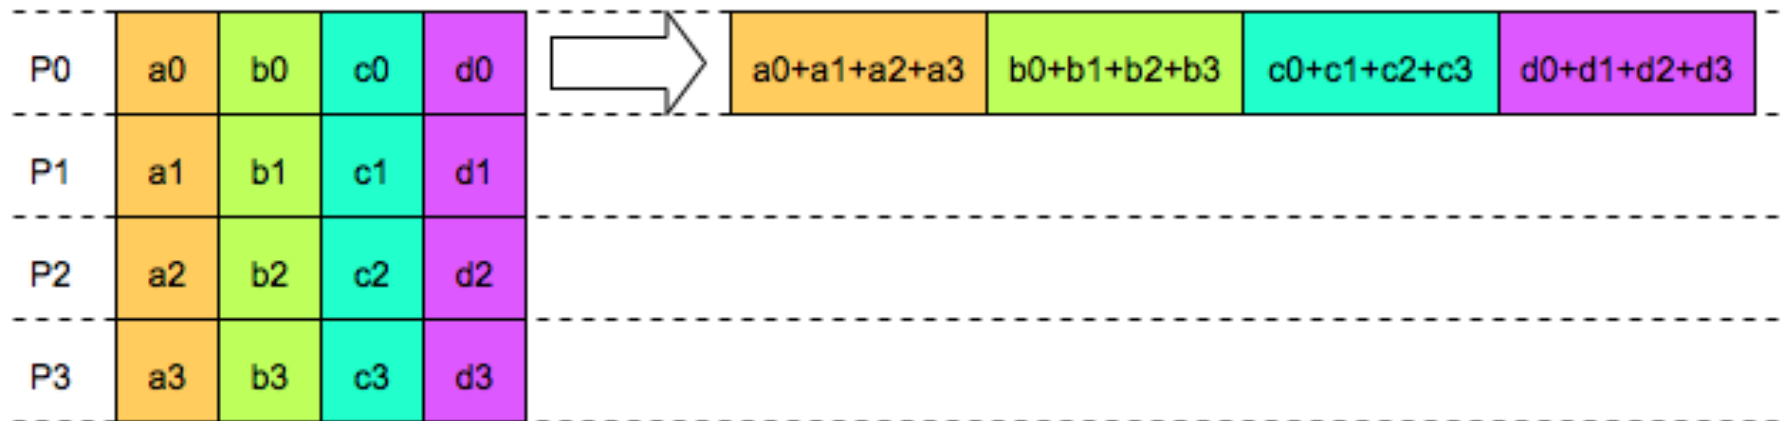 P0 a0 b0 c0 d0 a0+a1+a2+a3 b0+b1+b2+b3 c0+c1+c2+c3 d0+d1+d2+d3
P1 a1 b1 c1 d1
P2 a2 b2 c2 d2
P3 a3 b3 c3 d3